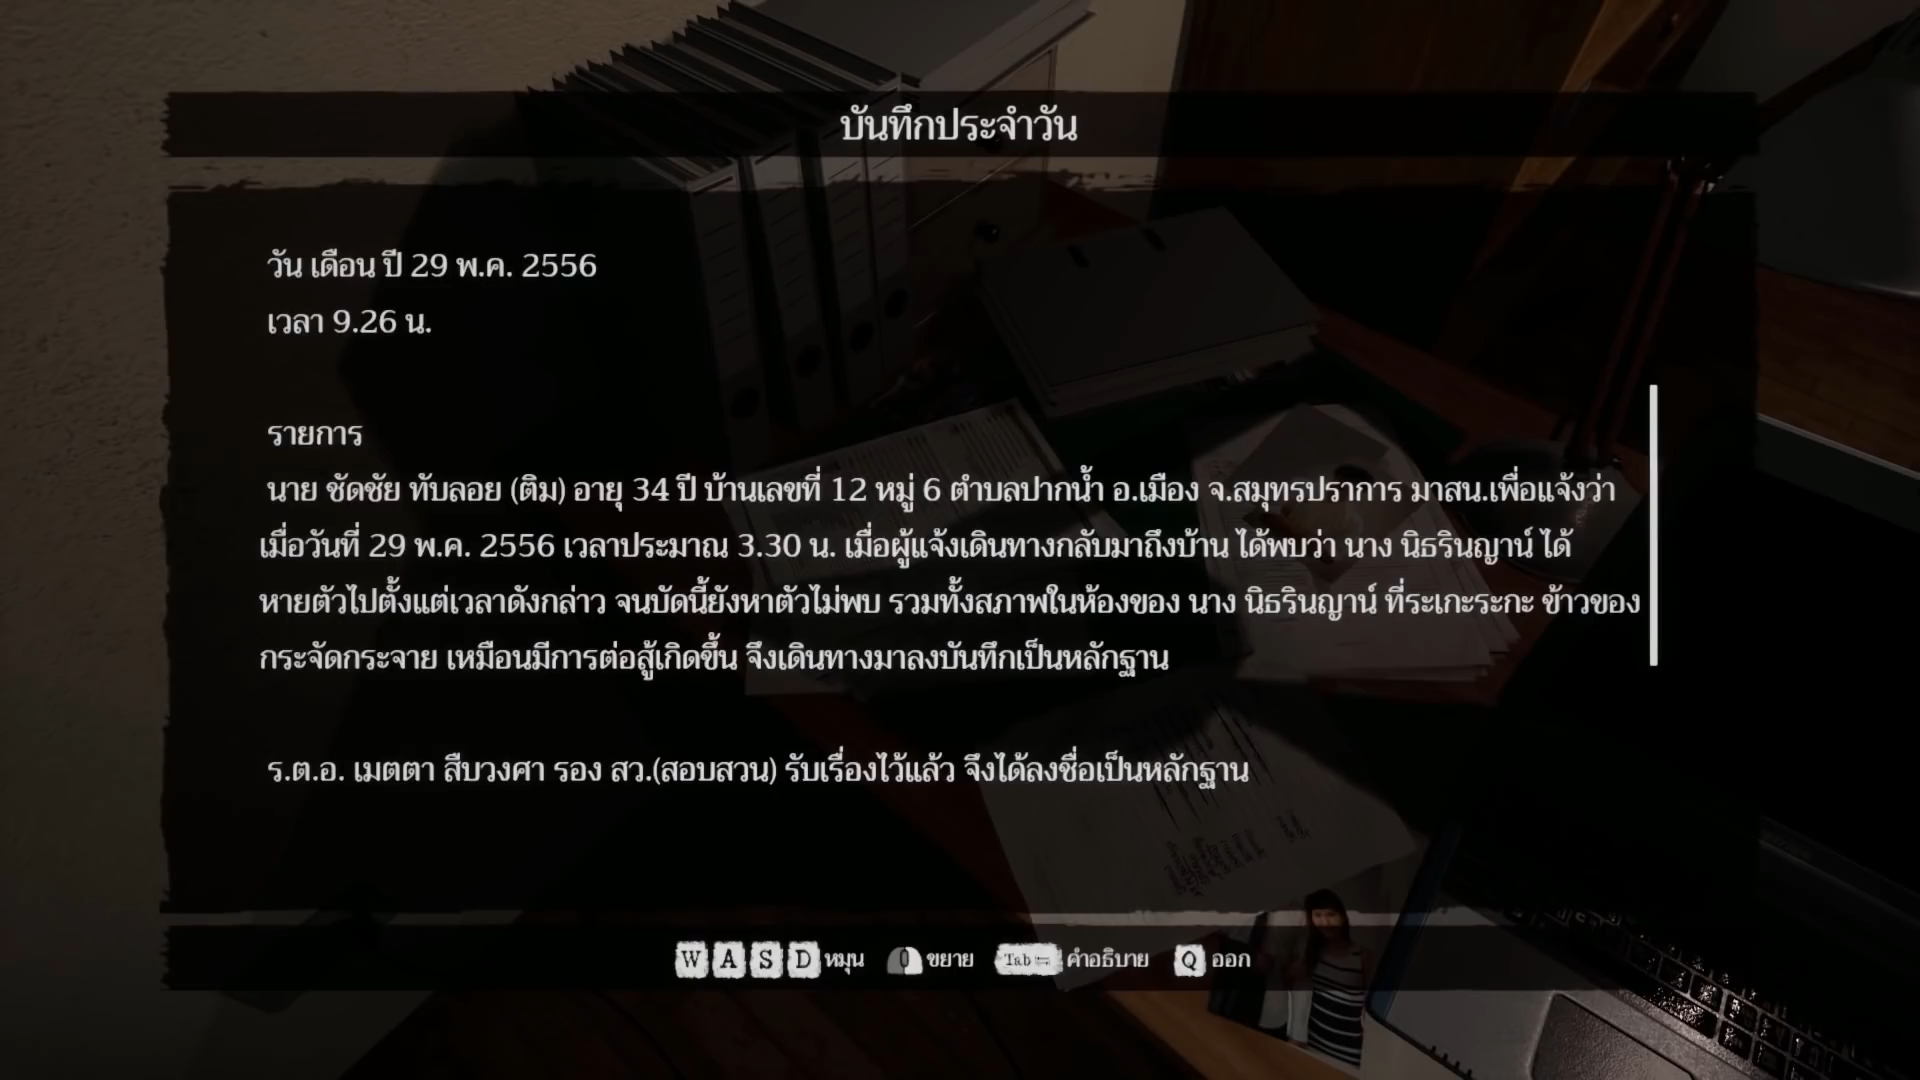 บันทึกประจำวัน
วัน เดือน ปี 29 พ.ค. 2556
เวลา 9.26 น.
รายการ
นาย ชัดชัย ทับลอย (ติม) อายุ 34 ปี บ้านเลขที่ 12 หมู่ 6 ตำบลปากน้ำ อ.เมือง จ.สมุทรปราการ มาสน.เพื่อแจ้งว่า
เมื่อวันที่ 29 พ.ค. 2556 เวลาประมาณ 3.30 น. เมื่อผู้แจ้งเดินทางกลับมาถึงบ้าน ได้พบว่า นาง นิธรินญาน์ ได้
หายตัวไปตั้งแต่เวลาดังกล่าว จนบัดนี้ยังหาตัวไม่พบ รวมทั้งสภาพในห้องของ นาง นิธรินญาน์ ที่ระเกะระกะ ข้าวของ
กระจัดกระจาย เหมือนมีการต่อสู้เกิดขึ้น จึงเดินทางมาลงบันทึกเป็นหลักฐาน
ร.ต.อ. เมตตา สืบวงศา รอง สว.(สอบสวน) รับเรื่องไว้แล้ว จึงได้ลงชื่อเป็นหลักฐาน
W A S D หมุน ขยาย Tab คำอธิบาย Q ออก